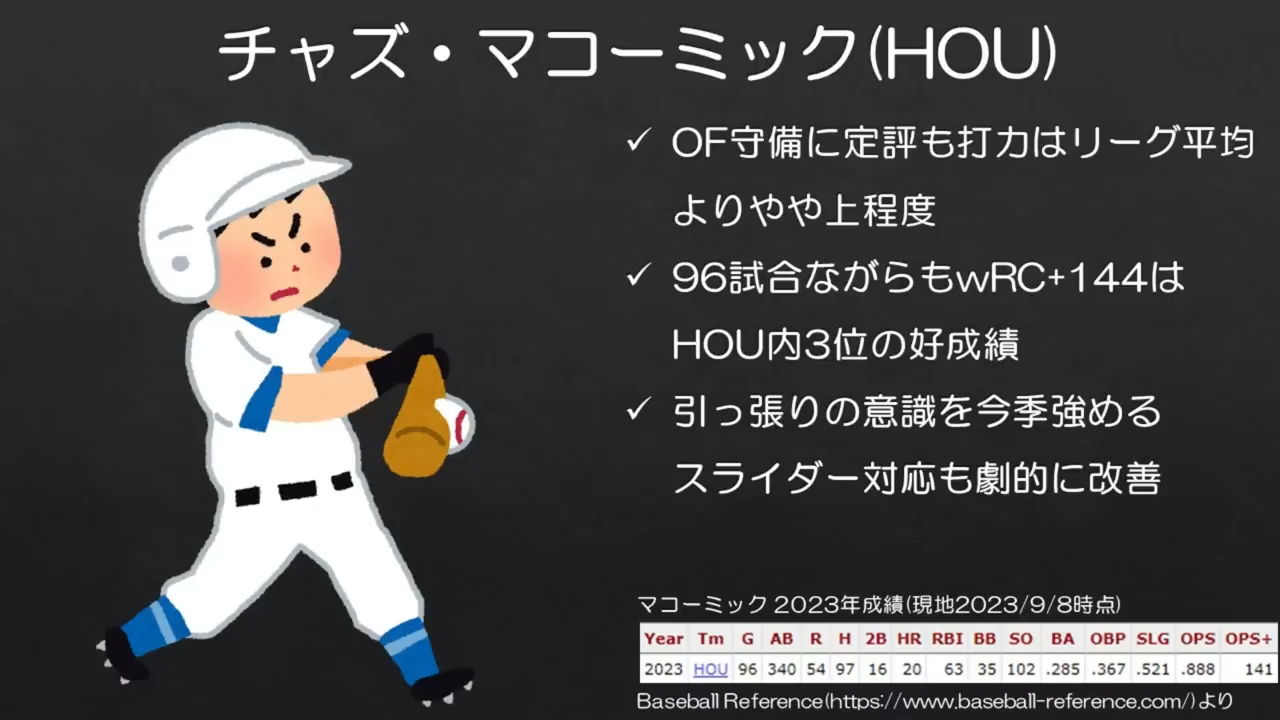 チャズ・マコーミック(HOU)
✓ OF守備に定評も打力はリーグ平均
よりやや上程度
✓ 96試合ながらもwRC+144は
HOU内3位の好成績
✓ 引っ張りの意識を今季強める
スライダー対応も劇的に改善
マコーミック 2023年成績(現地2023/9/8時点)
Year Tm G AB R H 2B HR RBI BB SO BA OBP SLG OPS OPS+
2023 HOU 96 340 54 97 16 20 63 35 102 .285 .367 .521 .888 141
Baseball Reference(https://www.baseball-reference.com/)より